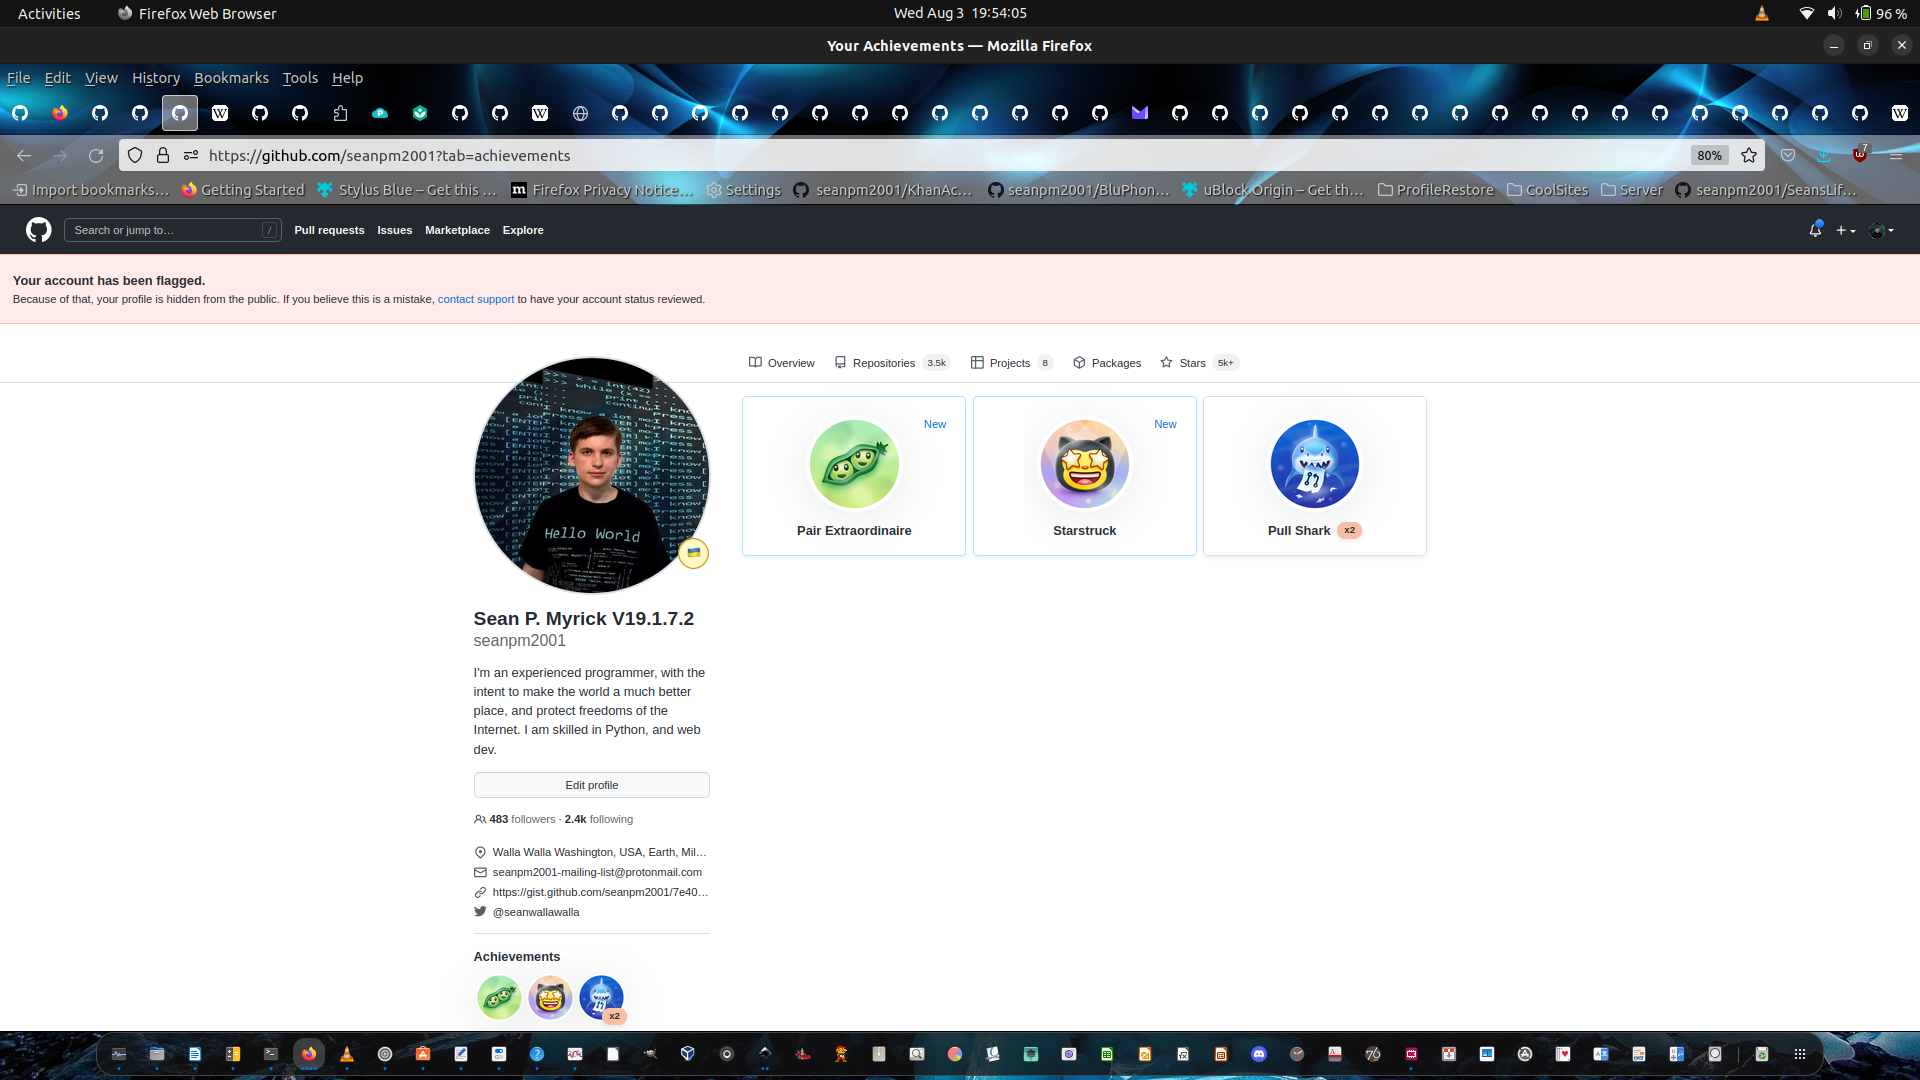 Activities
Firefox Web Browser
Wed Aug 3 19:54:05
96 %
Your Achievements — Mozilla Firefox
File Edit View History Bookmarks Tools Help
https://github.com/seanpm2001?tab=achievements
80%
7
Import bookmarks…
Getting Started
Stylus Blue – Get this …
Firefox Privacy Notice…
Settings
seanpm2001/KhanAc…
seanpm2001/BluPhon…
uBlock Origin – Get th…
ProfileRestore
CoolSites
Server
seanpm2001/SeansLif…
Search or jump to…
/
Pull requests
Issues
Marketplace
Explore
Your account has been flagged.
Because of that, your profile is hidden from the public. If you believe this is a mistake, contact support to have your account status reviewed.
Overview
Repositories 3.5k
Projects 8
Packages
Stars 5k+
New
Pair Extraordinaire
New
Starstruck
Pull Shark x2
Hello World
Sean P. Myrick V19.1.7.2
seanpm2001
I'm an experienced programmer, with the
intent to make the world a much better
place, and protect freedoms of the
Internet. I am skilled in Python, and web
dev.
Edit profile
483 followers · 2.4k following
Walla Walla Washington, USA, Earth, Mil…
seanpm2001-mailing-list@protonmail.com
https://gist.github.com/seanpm2001/7e40…
@seanwallawalla
Achievements
x2